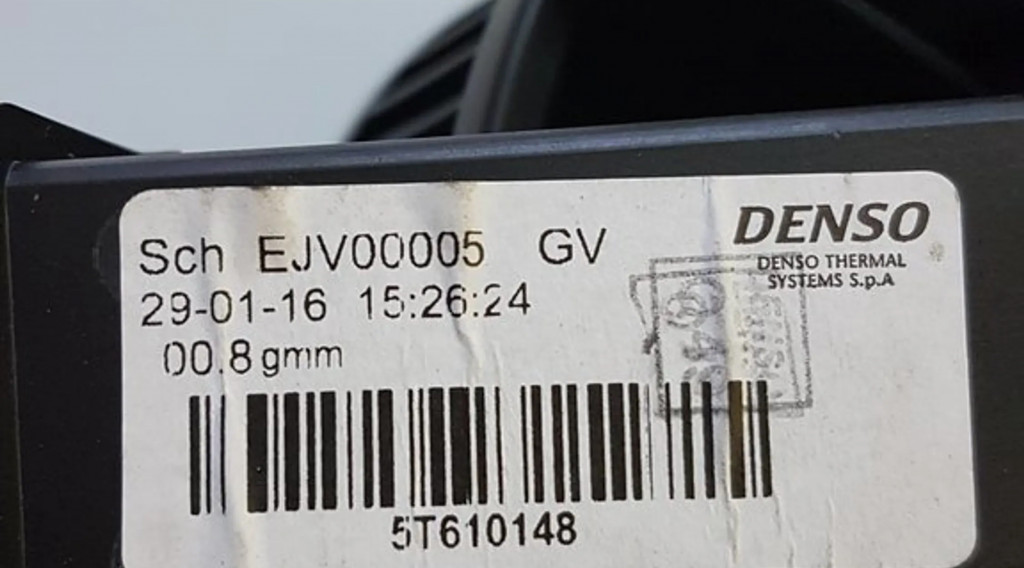 Sch EJV00005 GV
29-01-16 15:26:24
00.8 gmm
5T610148
DENSO
DENSO THERMAL
SYSTEMS S.p.A